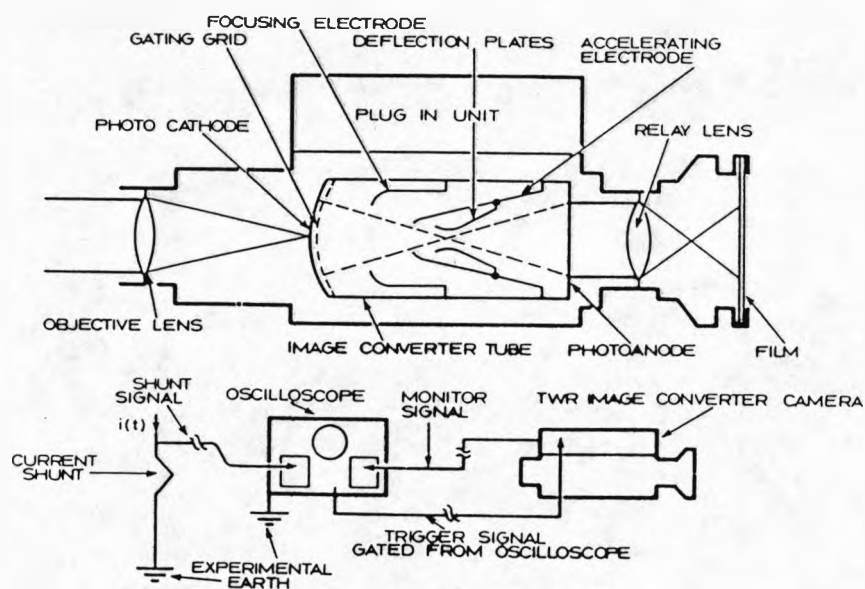 FOCUSING ELECTRODE
GATING GRID
DEFLECTION PLATES
ACCELERATING
ELECTRODE
PLUG IN UNIT
PHOTO CATHODE
RELAY LENS
OBJECTIVE LENS
IMAGE CONVERTER TUBE
PHOTOANODE
FILM
SHUNT
SIGNAL
OSCILLOSCOPE
MONITOR
SIGNAL
TWR IMAGE CONVERTER CAMERA
i(t)
CURRENT
SHUNT
TRIGGER SIGNAL
GATED FROM OSCILLOSCOPE
EXPERIMENTAL
EARTH